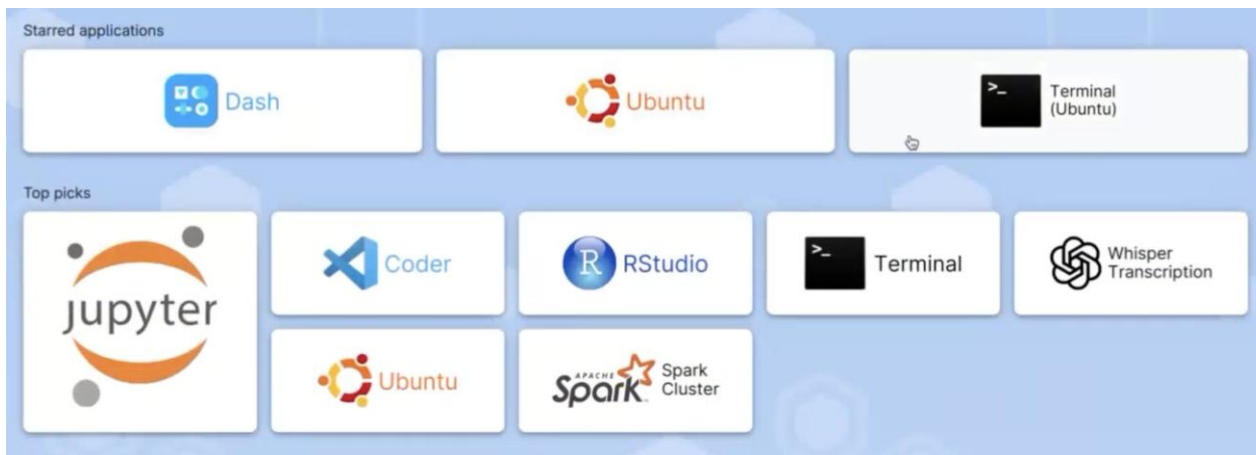 Starred applications
Dash
Ubuntu
>_
Terminal
(Ubuntu)
Top picks
jupyter
Coder
R
RStudio
>_
Terminal
Whisper
Transcription
Ubuntu
APACHE
Spark
Spark
Cluster